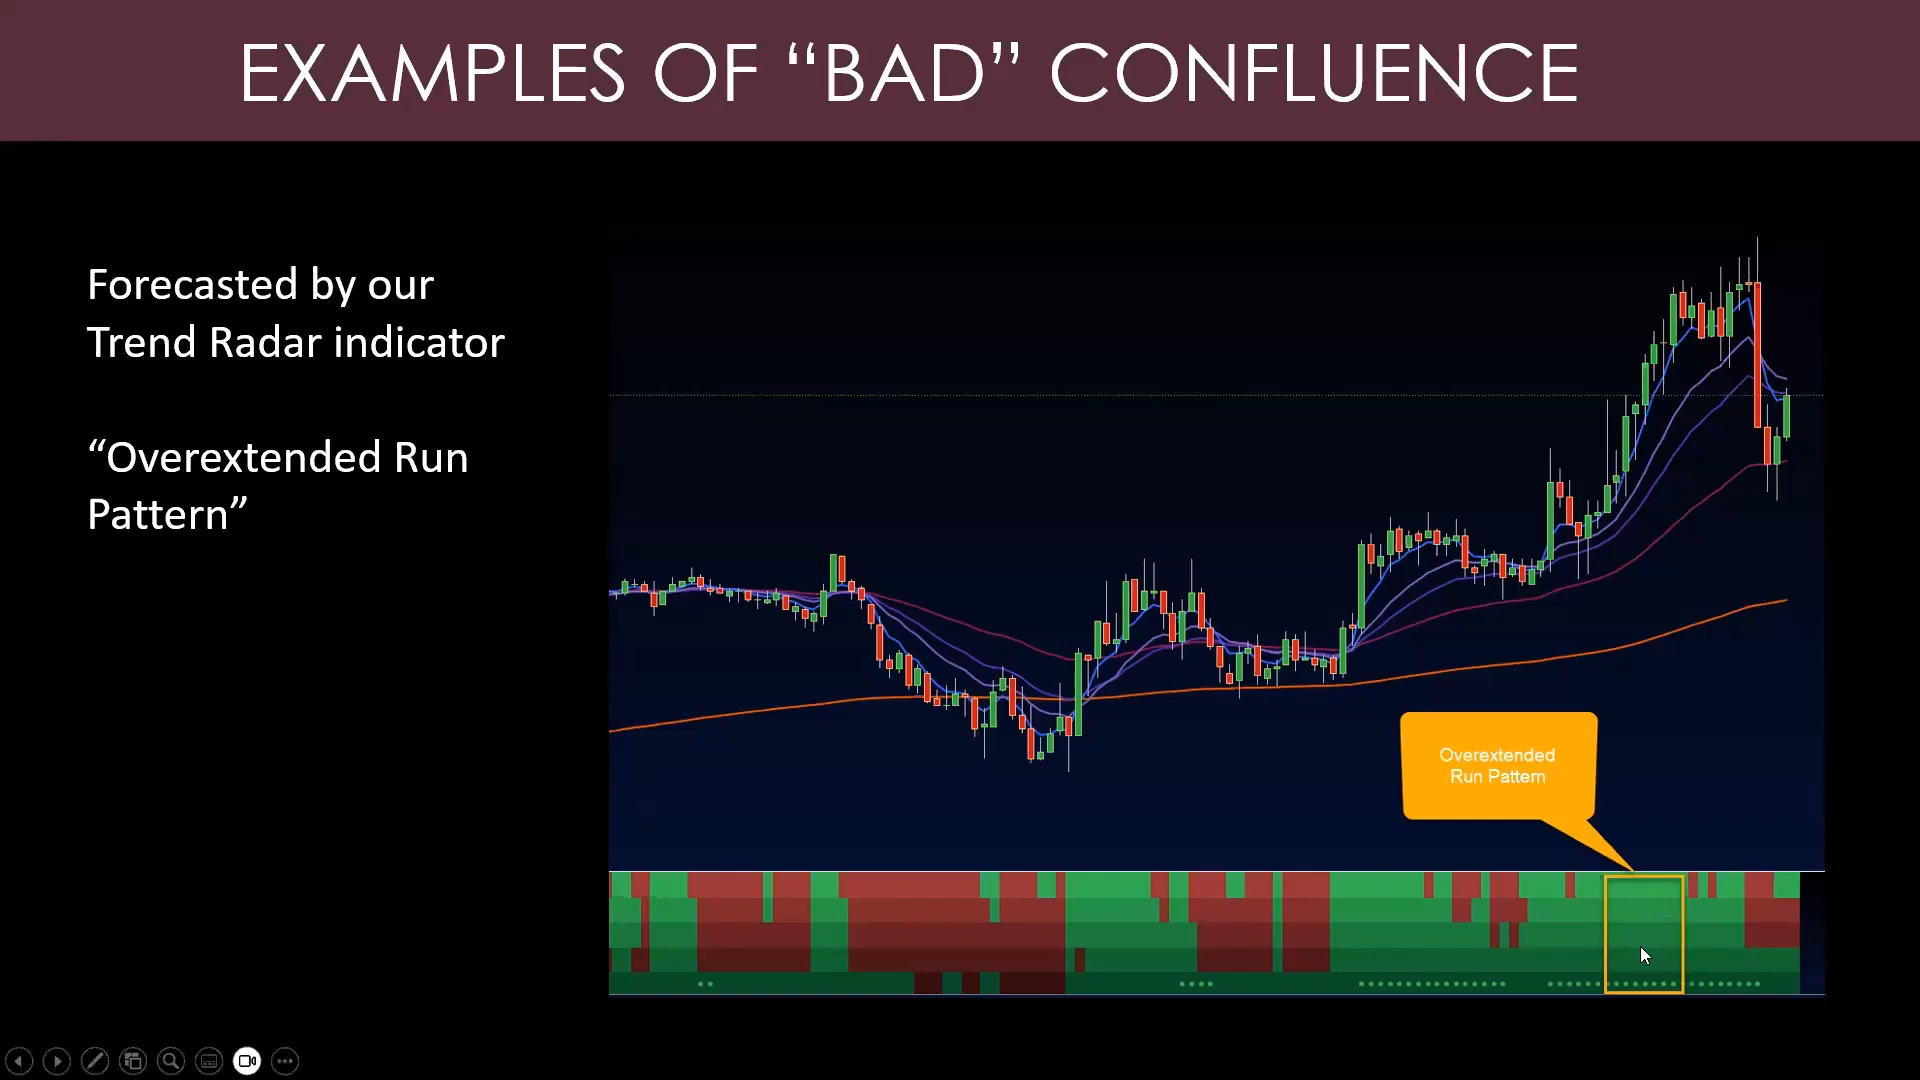 EXAMPLES OF “BAD” CONFLUENCE
Forecasted by our
Trend Radar indicator
“Overextended Run
Pattern”
Overextended
Run Pattern